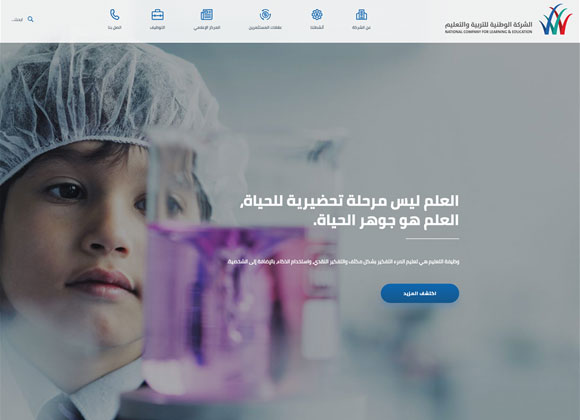 الشركة الوطنية للتربية والتعليم
NATIONAL COMPANY FOR LEARNING & EDUCATION
عن الشركة
أنشطتنا
علاقات المستثمرين
المركز الإعلامي
التوظيف
اتصل بنا
ابحث...
العلم ليس مرحلة تحضيرية للحياة،
العلم هو جوهر الحياة.
وظيفة التعليم هي تعليم المرء التفكير بشكل مكثف والتفكير النقدي، واستخدام الذكاء، بالإضافة إلى الشخصية.
اكتشف المزيد